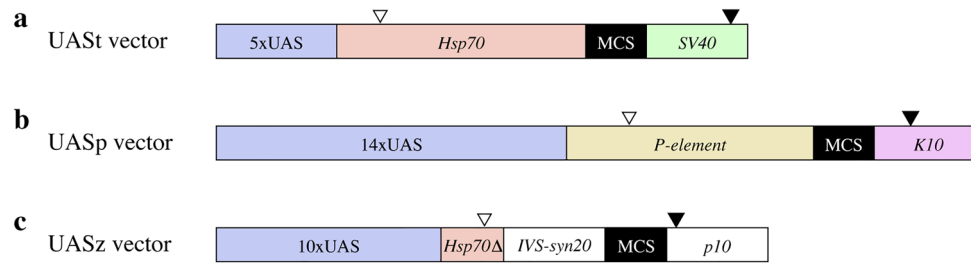 a
UASt vector 5xUAS Hsp70 MCS SV40
b
UASp vector 14xUAS P-element MCS K10
c
UASz vector 10xUAS Hsp70Δ IVS-syn20 MCS p10